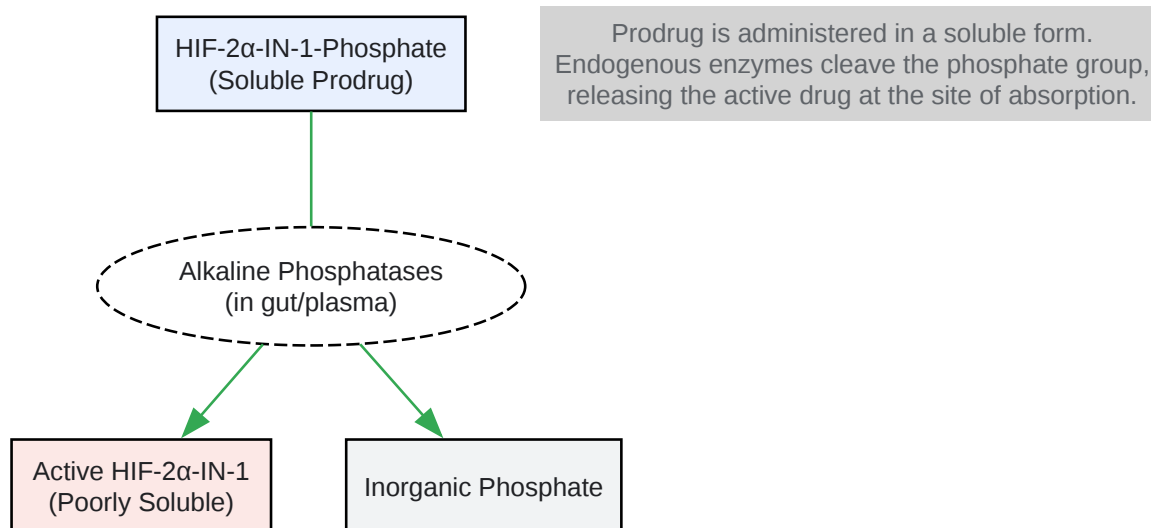 HIF-2α-IN-1-Phosphate
(Soluble Prodrug)
Prodrug is administered in a soluble form.
Endogenous enzymes cleave the phosphate group,
releasing the active drug at the site of absorption.
Alkaline Phosphatases
(in gut/plasma)
Active HIF-2α-IN-1
(Poorly Soluble)
Inorganic Phosphate